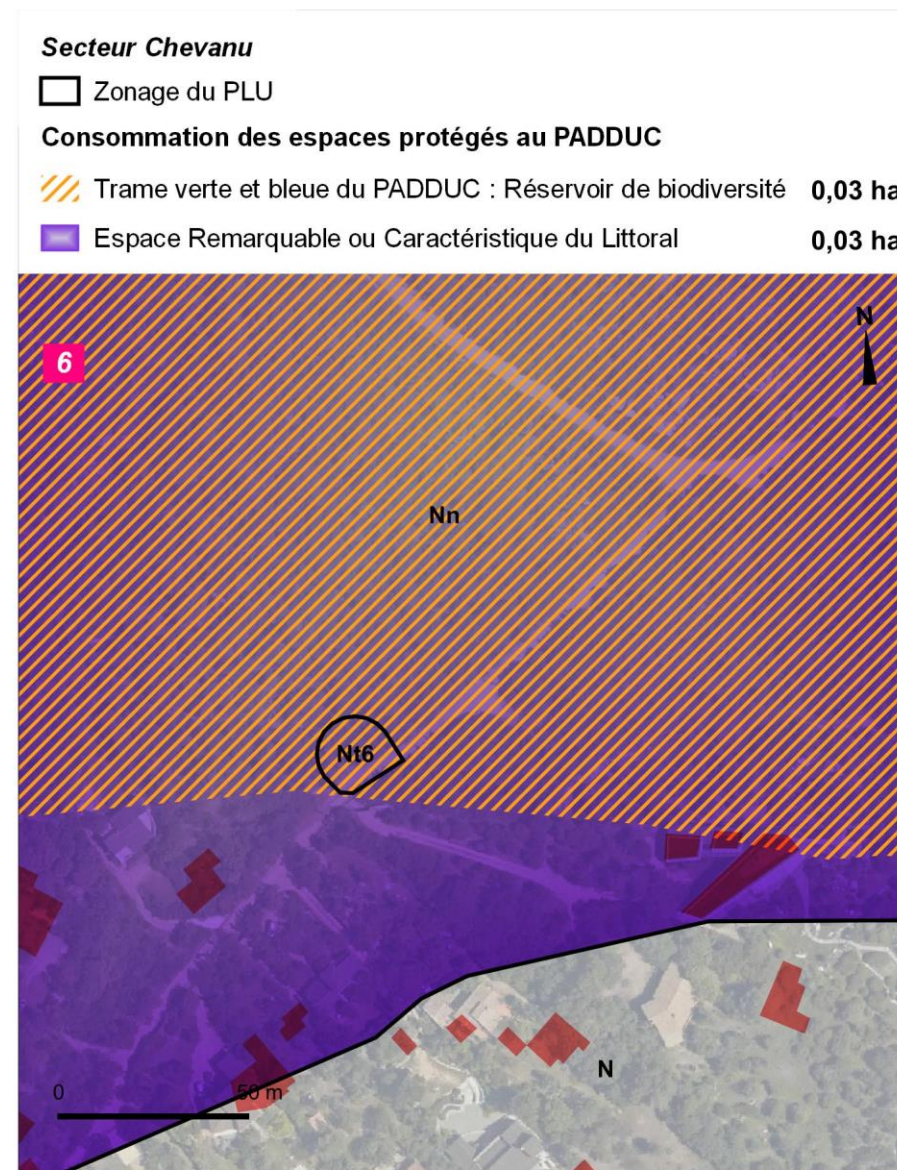 Secteur Chevanu
Zonage du PLU
Consommation des espaces protégés au PADDUC
Trame verte et bleue du PADDUC : Réservoir de biodiversité 0,03 ha
Espace Remarquable ou Caractéristique du Littoral 0,03 ha
N
6
Nn
Nt6
N
0 50 m